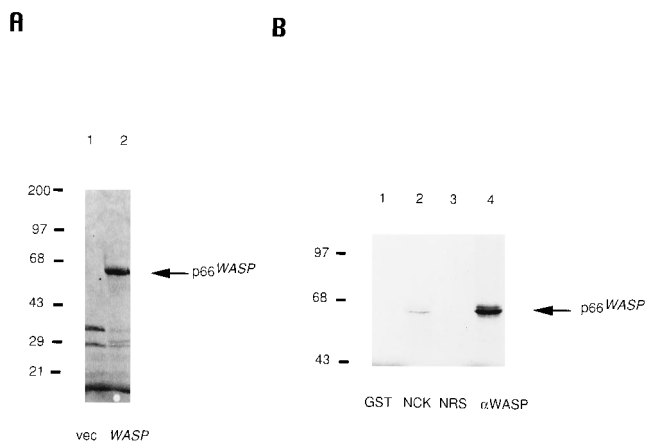 A
B
1 2
200
97
68
43
29
21
p66WASP
vec WASP
1 2 3 4
97
68
43
p66WASP
GST NCK NRS αWASP